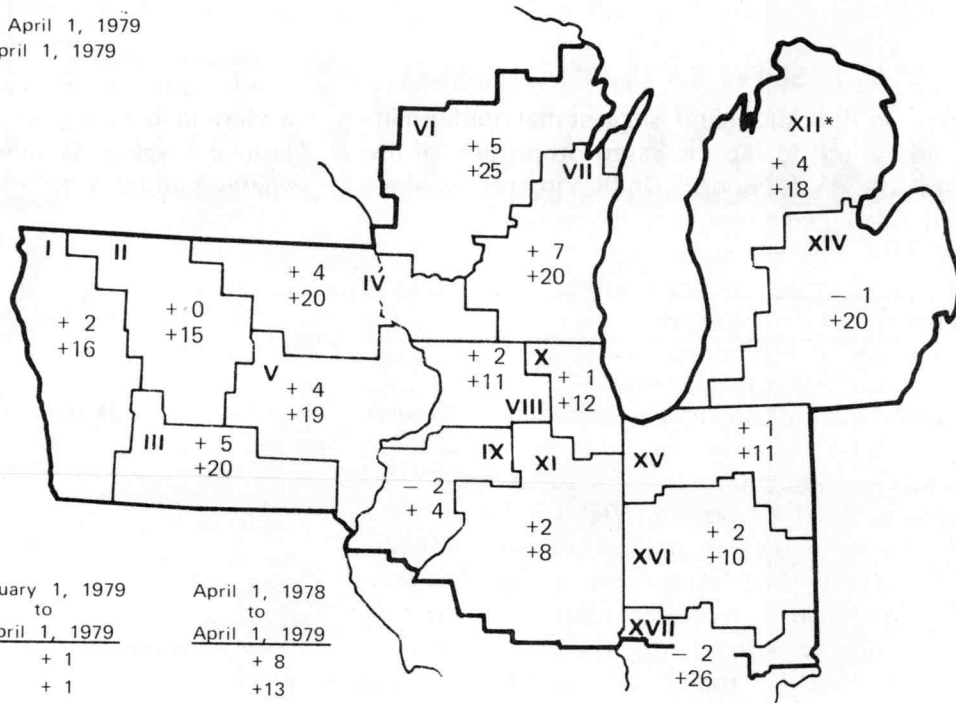 April 1, 1979
pril 1, 1979
XII*
+ 4
+18
VI
+ 5
+25
VII
+ 7
+20
XIV
− 1
+20
I
+ 2
+16
II
+ 0
+15
+ 4
+20
IV
V
+ 4
+19
III
+ 5
+20
+ 2
+11
VIII
X
+ 1
+12
IX
− 2
+ 4
XI
+2
+8
XV
+ 1
+11
XVI
+ 2
+10
XVII
− 2
+26
uary 1, 1979
to
pril 1, 1979
+ 1
+ 1
April 1, 1978
to
April 1, 1979
+ 8
+13